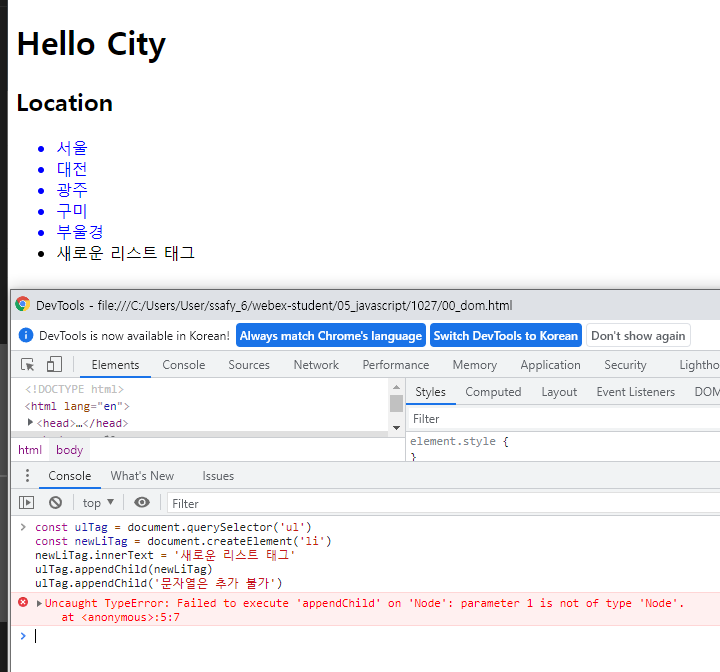 Hello City
Location
서울
대전
광주
구미
부울경
새로운 리스트 태그
DevTools - file:///C:/Users/User/ssafy_6/webex-student/05_javascript/1027/00_dom.html
DevTools is now available in Korean! Always match Chrome's language Switch DevTools to Korean Don't show again
Elements Console Sources Network Performance Memory Application Security Lightho
<!DOCTYPE html>
<html lang="en">
<head>…</head>
html body
Styles Computed Layout Event Listeners DOM
Filter
element.style {
}
Console What's New Issues
top Filter
const ulTag = document.querySelector('ul')
const newLiTag = document.createElement('li')
newLiTag.innerText = '새로운 리스트 태그'
ulTag.appendChild(newLiTag)
ulTag.appendChild('문자열은 추가 불가')
Uncaught TypeError: Failed to execute 'appendChild' on 'Node': parameter 1 is not of type 'Node'.
at <anonymous>:5:7